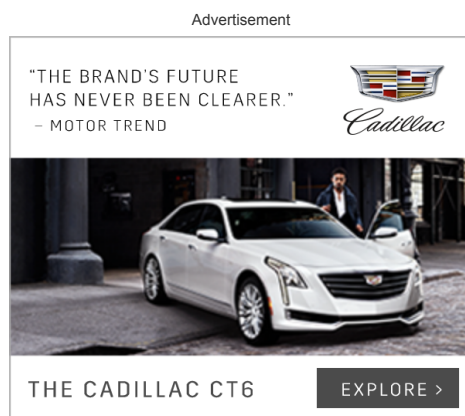 Advertisement
“THE BRAND’S FUTURE
HAS NEVER BEEN CLEARER.”
– MOTOR TREND
Cadillac
THE CADILLAC CT6
EXPLORE >